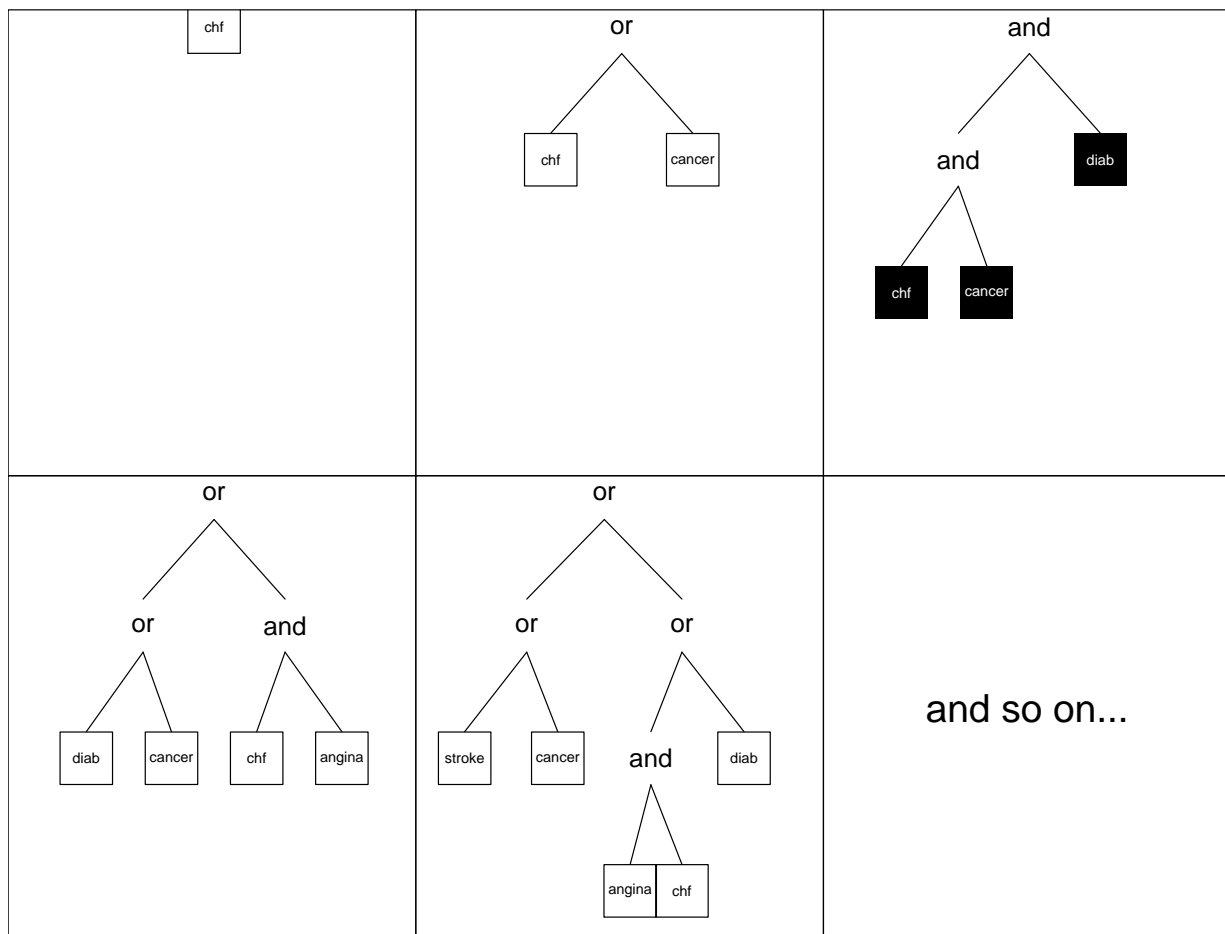 chf
or
chf
cancer
and
and
diab
chf
cancer
or
or
and
diab
cancer
chf
angina
or
or
or
stroke
cancer
and
diab
angina
chf
and so on...